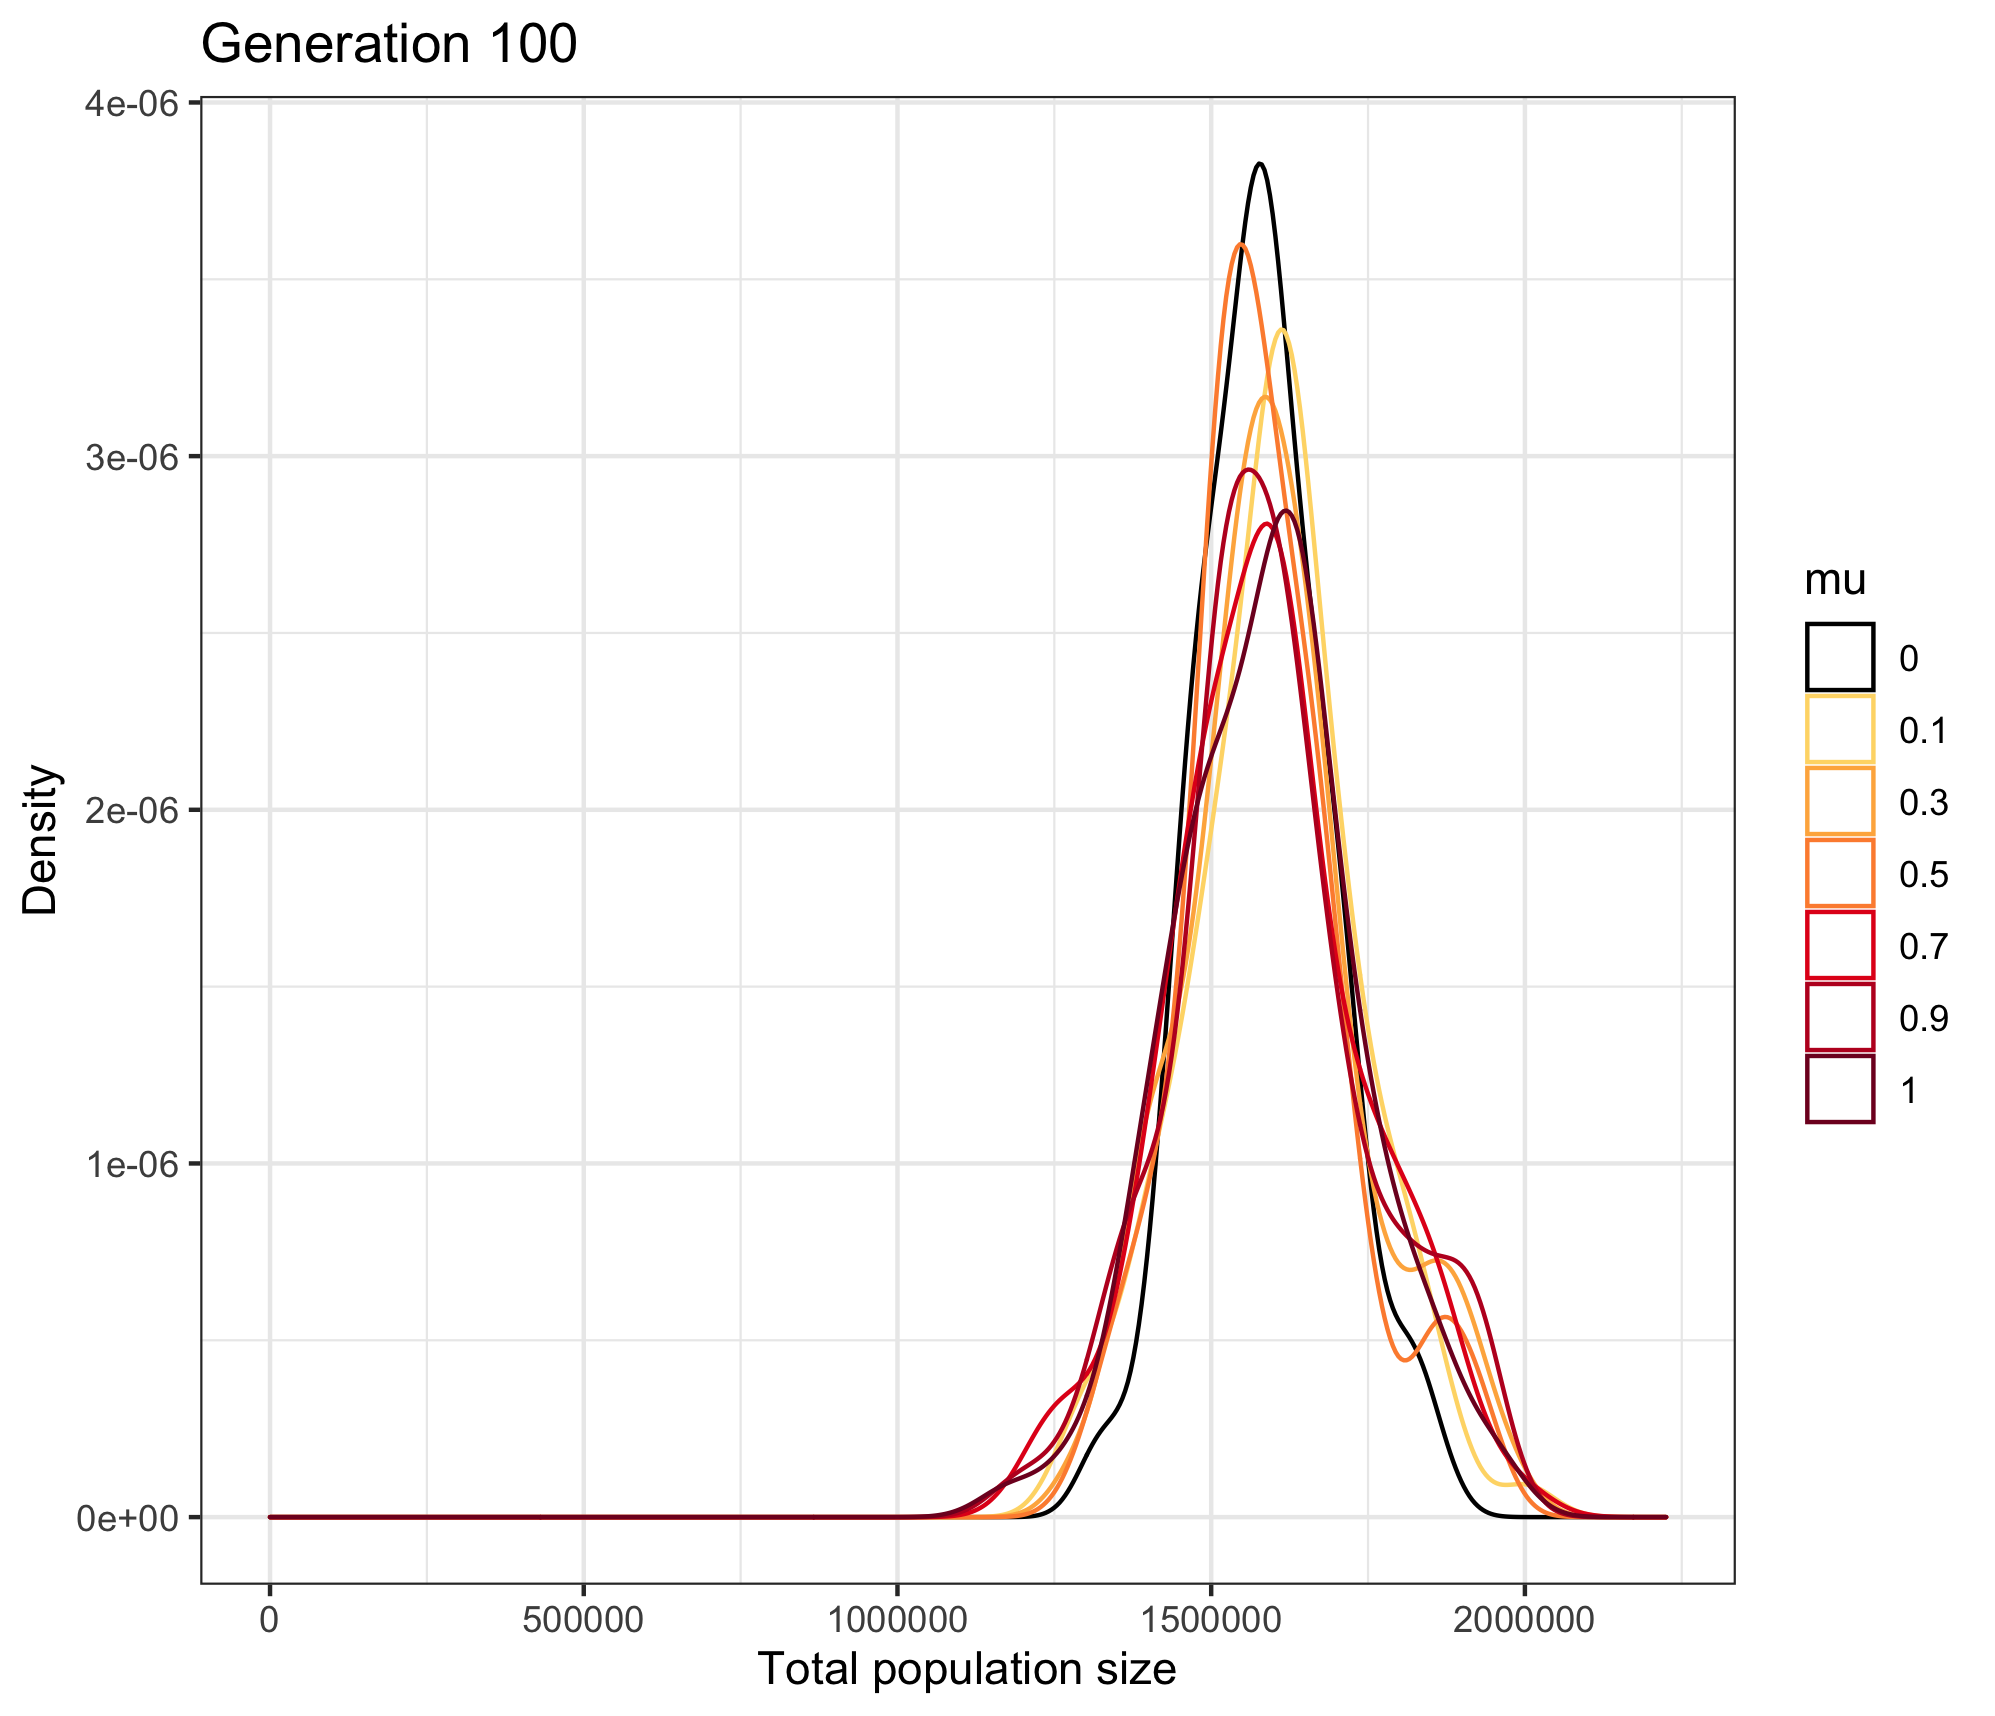 Generation 100
4e-06
3e-06
2e-06
1e-06
0e+00
Density
0
500000
1000000
1500000
2000000
Total population size
mu
0
0.1
0.3
0.5
0.7
0.9
1